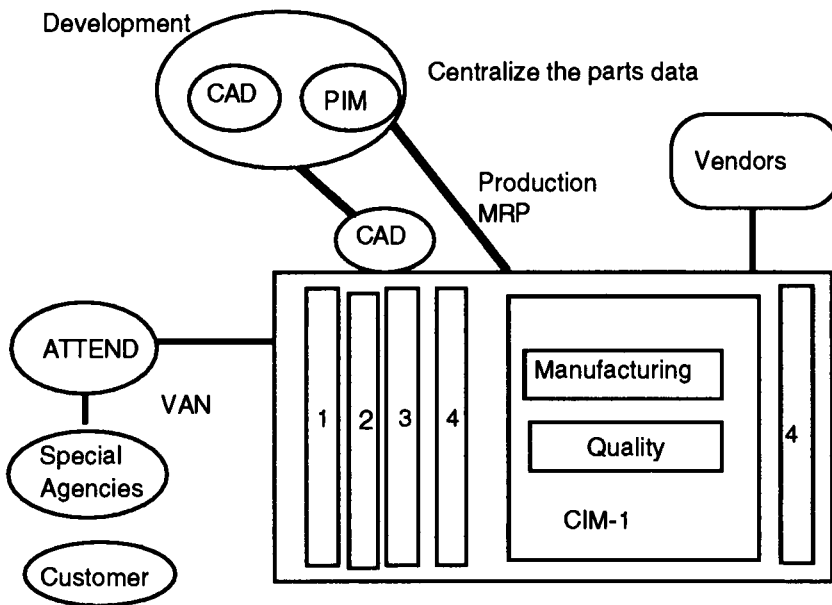 Development
CAD
PIM
Centralize the parts data
Vendors
Production
MRP
CAD
ATTEND
VAN
Special
Agencies
Customer
1
2
3
4
Manufacturing
Quality
CIM-1
4